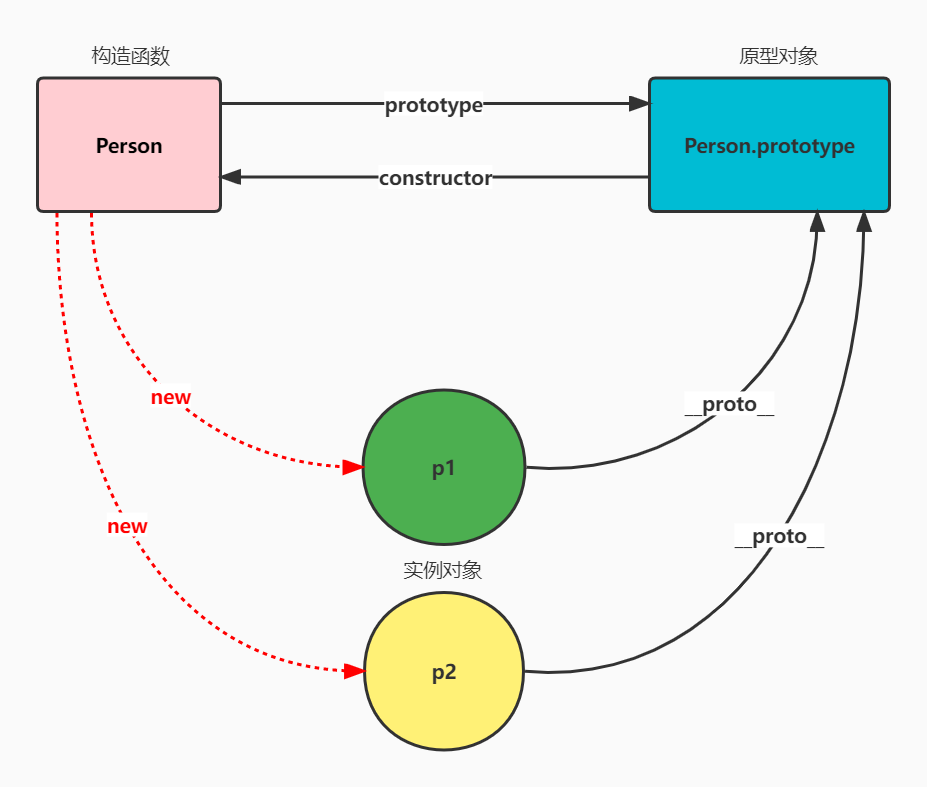 构造函数
原型对象
Person
prototype
constructor
Person.prototype
new
__proto__
p1
new
__proto__
实例对象
p2